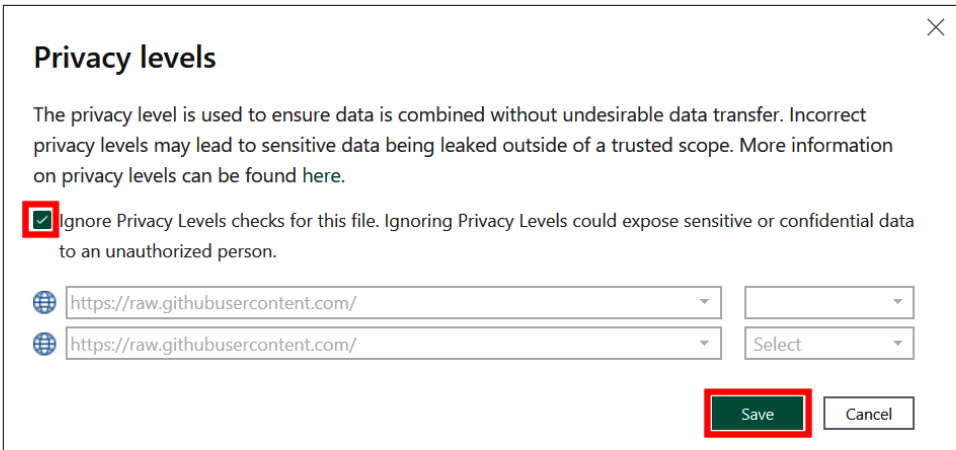 Privacy levels
The privacy level is used to ensure data is combined without undesirable data transfer. Incorrect
privacy levels may lead to sensitive data being leaked outside of a trusted scope. More information
on privacy levels can be found here.
Ignore Privacy Levels checks for this file. Ignoring Privacy Levels could expose sensitive or confidential data
to an unauthorized person.
https://raw.githubusercontent.com/
https://raw.githubusercontent.com/ Select
Save Cancel